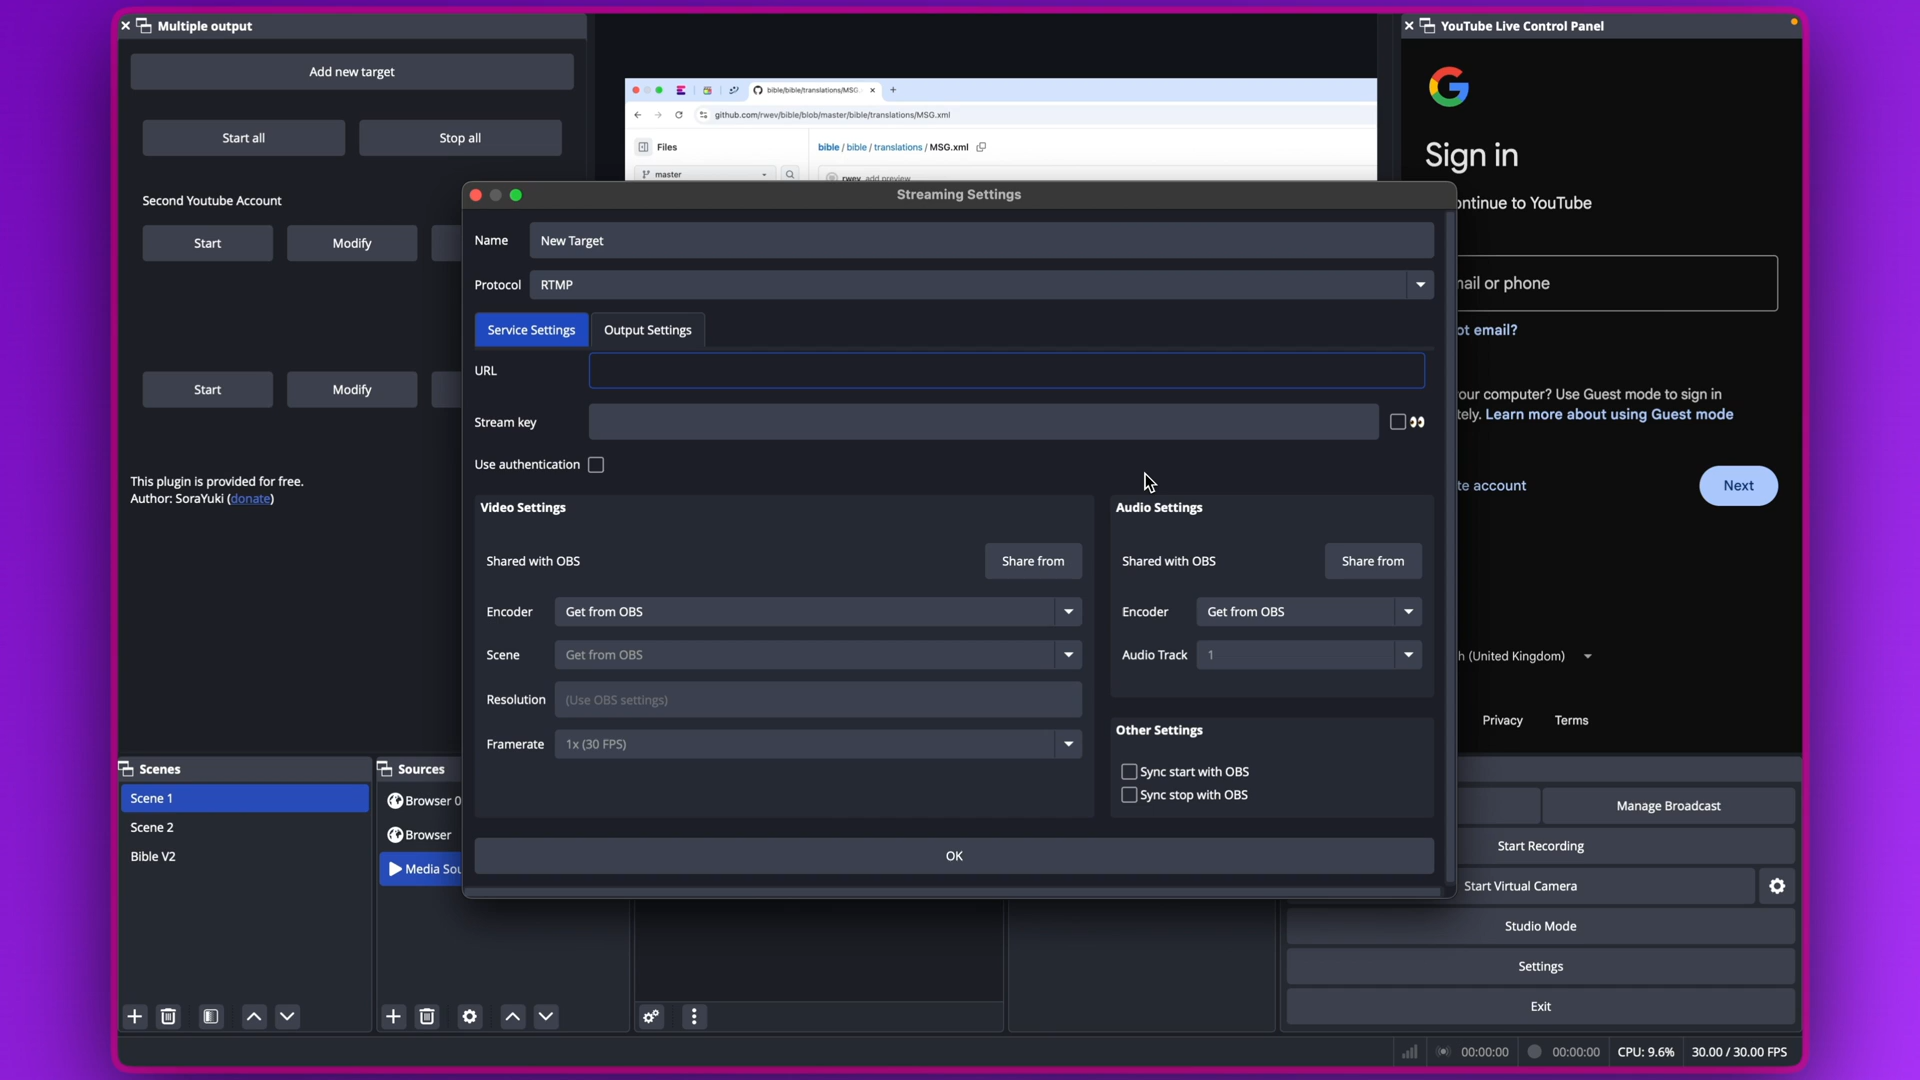 Multiple output
Add new target
Start all
Stop all
Second Youtube Account
Start
Modify
Start
Modify
This plugin is provided for free.
Author: SoraYuki (donate)
bible/bible/translations/MSG.
github.com/rwev/bible/blob/master/bible/translations/MSG.xml
Files
bible / bible / translations / MSG.xml
master
rwev add preview
YouTube Live Control Panel
Sign in
ontinue to YouTube
ail or phone
ot email?
our computer? Use Guest mode to sign in
tely. Learn more about using Guest mode
te account
Next
h (United Kingdom)
Privacy
Terms
Streaming Settings
Name
New Target
Protocol
RTMP
Service Settings
Output Settings
URL
Stream key
Use authentication
Video Settings
Shared with OBS
Share from
Encoder
Get from OBS
Scene
Get from OBS
Resolution
(Use OBS settings)
Framerate
1x (30 FPS)
Audio Settings
Shared with OBS
Share from
Encoder
Get from OBS
Audio Track
1
Other Settings
Sync start with OBS
Sync stop with OBS
OK
Scenes
Scene 1
Scene 2
Bible V2
Sources
Browser 0
Browser
Media Sou
Manage Broadcast
Start Recording
Start Virtual Camera
Studio Mode
Settings
Exit
00:00:00
00:00:00
CPU: 9.6%
30.00 / 30.00 FPS